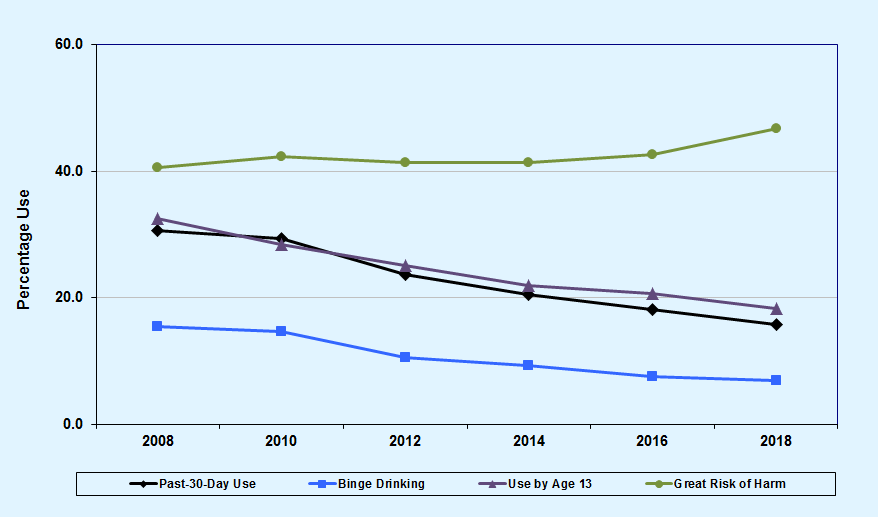 60.0
40.0
20.0
0.0
Percentage Use
2008 2010 2012 2014 2016 2018
Past-30-Day Use Binge Drinking Use by Age 13 Great Risk of Harm